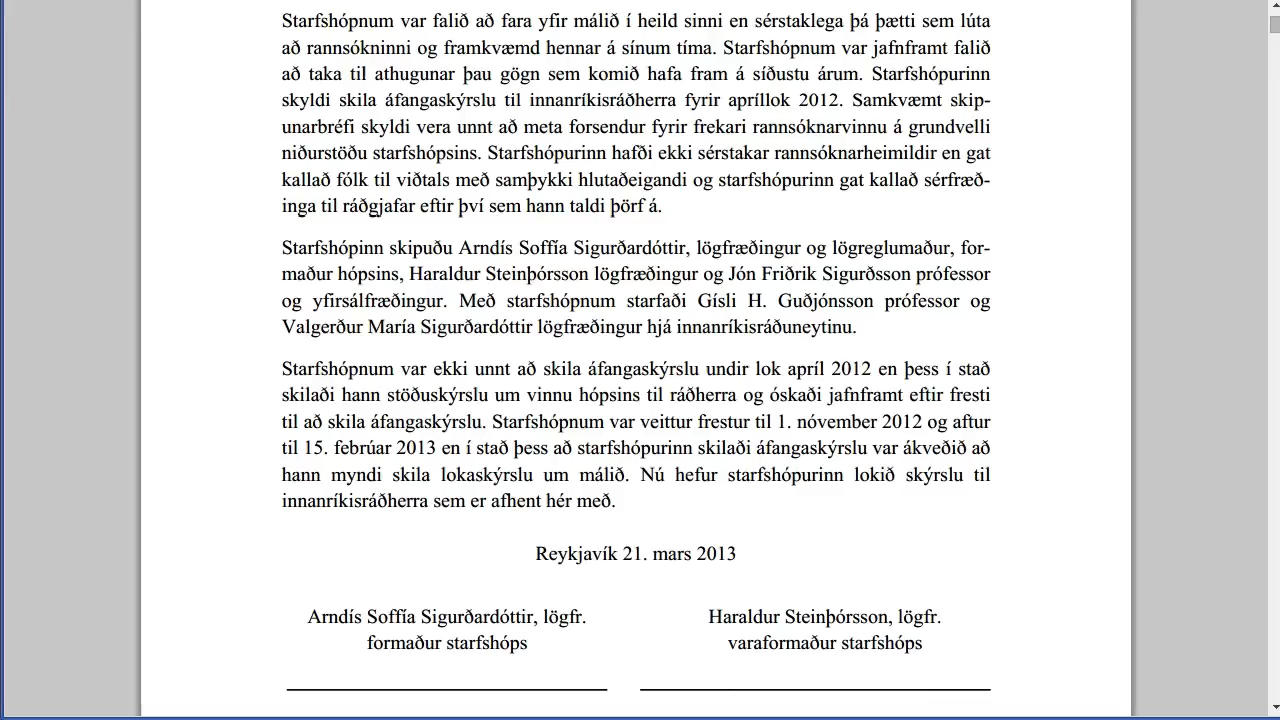 Starfshópnum var falið að fara yfir málið í heild sinni en sérstaklega þá þætti sem lúta
að rannsókninni og framkvæmd hennar á sínum tíma. Starfshópnum var jafnframt falið
að taka til athugunar þau gögn sem komið hafa fram á síðustu árum. Starfshópurinn
skyldi skila áfangaskýrslu til innanríkisráðherra fyrir apríllok 2012. Samkvæmt skip-
unarbréfi skyldi vera unnt að meta forsendur fyrir frekari rannsóknarvinnu á grundvelli
niðurstöðu starfshópsins. Starfshópurinn hafði ekki sérstakar rannsóknarheimildir en gat
kallað fólk til viðtals með samþykki hlutaðeigandi og starfshópurinn gat kallað sérfræð-
inga til ráðgjafar eftir því sem hann taldi þörf á.
Starfshópinn skipuðu Arndís Soffía Sigurðardóttir, lögfræðingur og lögreglumaður, for-
maður hópsins, Haraldur Steinþórsson lögfræðingur og Jón Friðrik Sigurðsson prófessor
og yfirsálfræðingur. Með starfshópnum starfaði Gísli H. Guðjónsson prófessor og
Valgerður María Sigurðardóttir lögfræðingur hjá innanríkisráðuneytinu.
Starfshópnum var ekki unnt að skila áfangaskýrslu undir lok apríl 2012 en þess í stað
skilaði hann stöðuskýrslu um vinnu hópsins til ráðherra og óskaði jafnframt eftir fresti
til að skila áfangaskýrslu. Starfshópnum var veittur frestur til 1. nóvember 2012 og aftur
til 15. febrúar 2013 en í stað þess að starfshópurinn skilaði áfangaskýrslu var ákveðið að
hann myndi skila lokaskýrslu um málið. Nú hefur starfshópurinn lokið skýrslu til
innanríkisráðherra sem er afhent hér með.
Reykjavík 21. mars 2013
Arndís Soffía Sigurðardóttir, lögfr.
formaður starfshóps
Haraldur Steinþórsson, lögfr.
varaformaður starfshóps